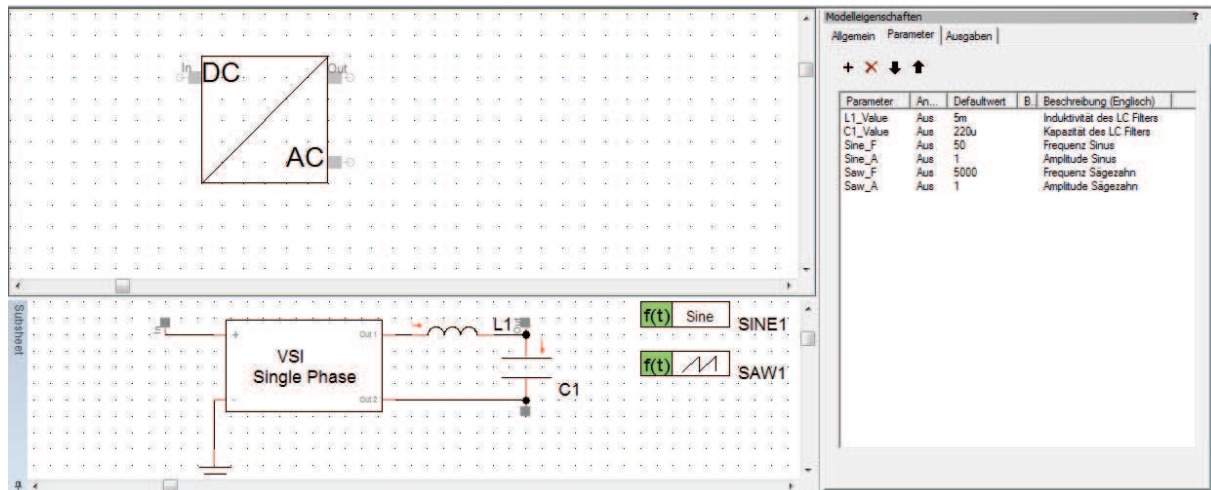 Modelleigenschaften ?
Allgemein Parameter Ausgaben
Parameter An... Defaultwert B. Beschreibung (Englisch)
L1_Value Aus 5m Induktivität des LC Filters
C1_Value Aus 220u Kapazität des LC Filters
Sine_F Aus 50 Frequenz Sinus
Sine_A Aus 1 Amplitude Sinus
Saw_F Aus 5000 Frequenz Sägezahn
Saw_A Aus 1 Amplitude Sägezahn
In DC Out
AC
Subsheet
In
+ Out 1
VSI
Single Phase
- Out 2
L1
Out
C1
f(t) Sine SINE1
f(t) SAW1